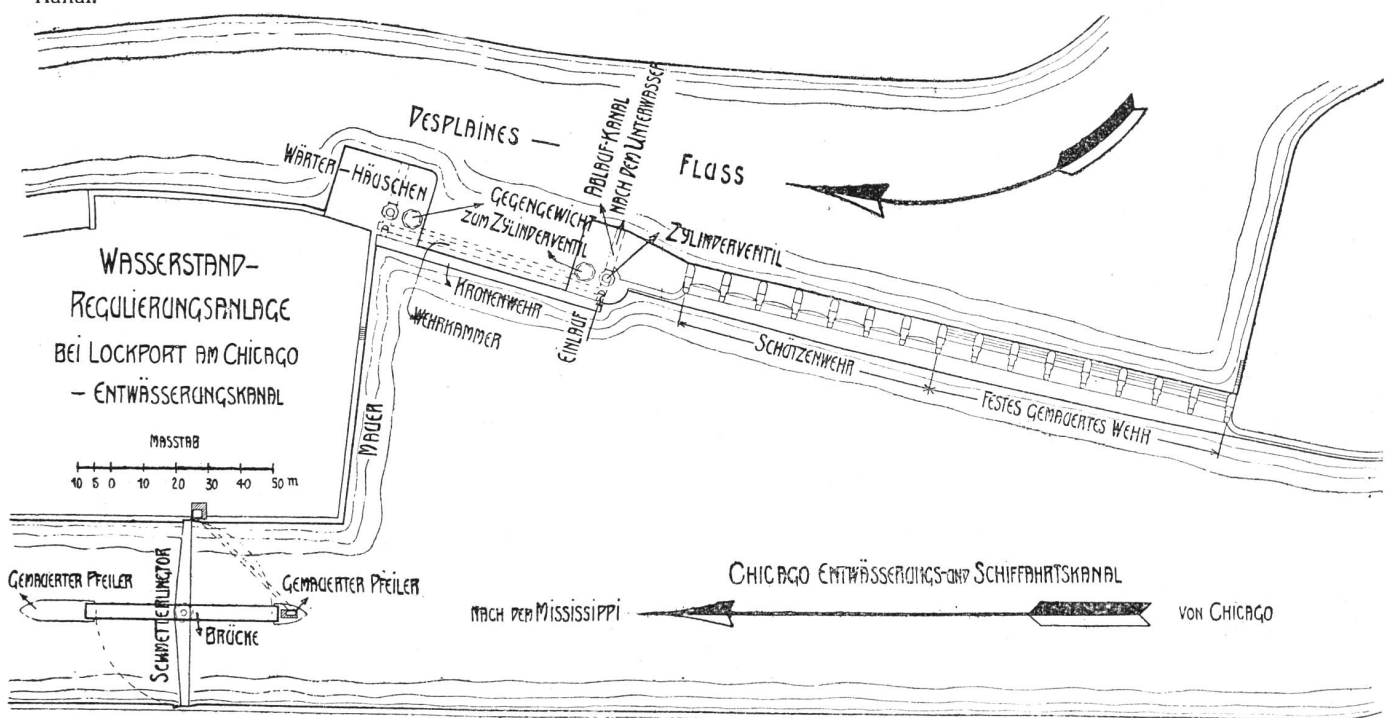 Kanal.
DESPLAINES — FLUSS
ABLAUF-KANAL
NACH DEM UNTERWASSER
WÄRTER-HÄUSCHEN
GEGENGEWICHT
ZUM ZYLINDERVENTIL
ZYLINDERVENTIL
WASSERSTAND-
REGULIERUNGSANLAGE
BEI LOCKPORT AM CHICAGO
— ENTWÄSSERUNGSKANAL
MASSTAB
10 5 0 10 20 30 40 50 m
KRONENWEHR
WEHRKAMMER
EINLAUF
SCHÜTZENWEHR
FESTES GEMAUERTES WEHR
MAUER
SCHMETTERLINGTOR
GEMAUERTER PFEILER
GEMAUERTER PFEILER
BRÜCKE
CHICAGO ENTWÄSSERUNGS- UND SCHIFFAHRTSKANAL
NACH DEM MISSISSIPPI
VON CHICAGO